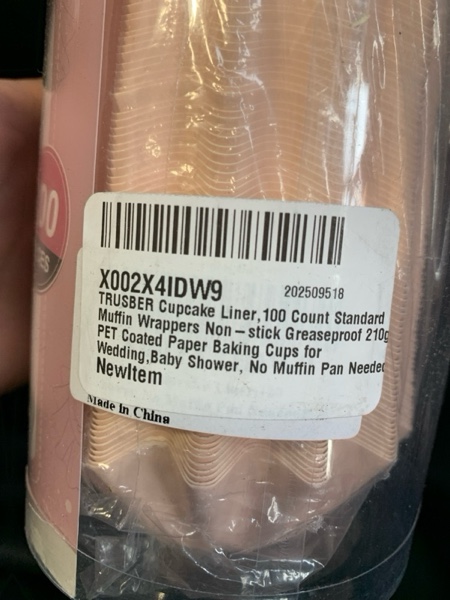 X002X4IDW9
202509518
TRUSBER Cupcake Liner,100 Count Standard
Muffin Wrappers Non-stick Greaseproof 210g
PET Coated Paper Baking Cups for
Wedding,Baby Shower, No Muffin Pan Needed
NewItem
Made in China